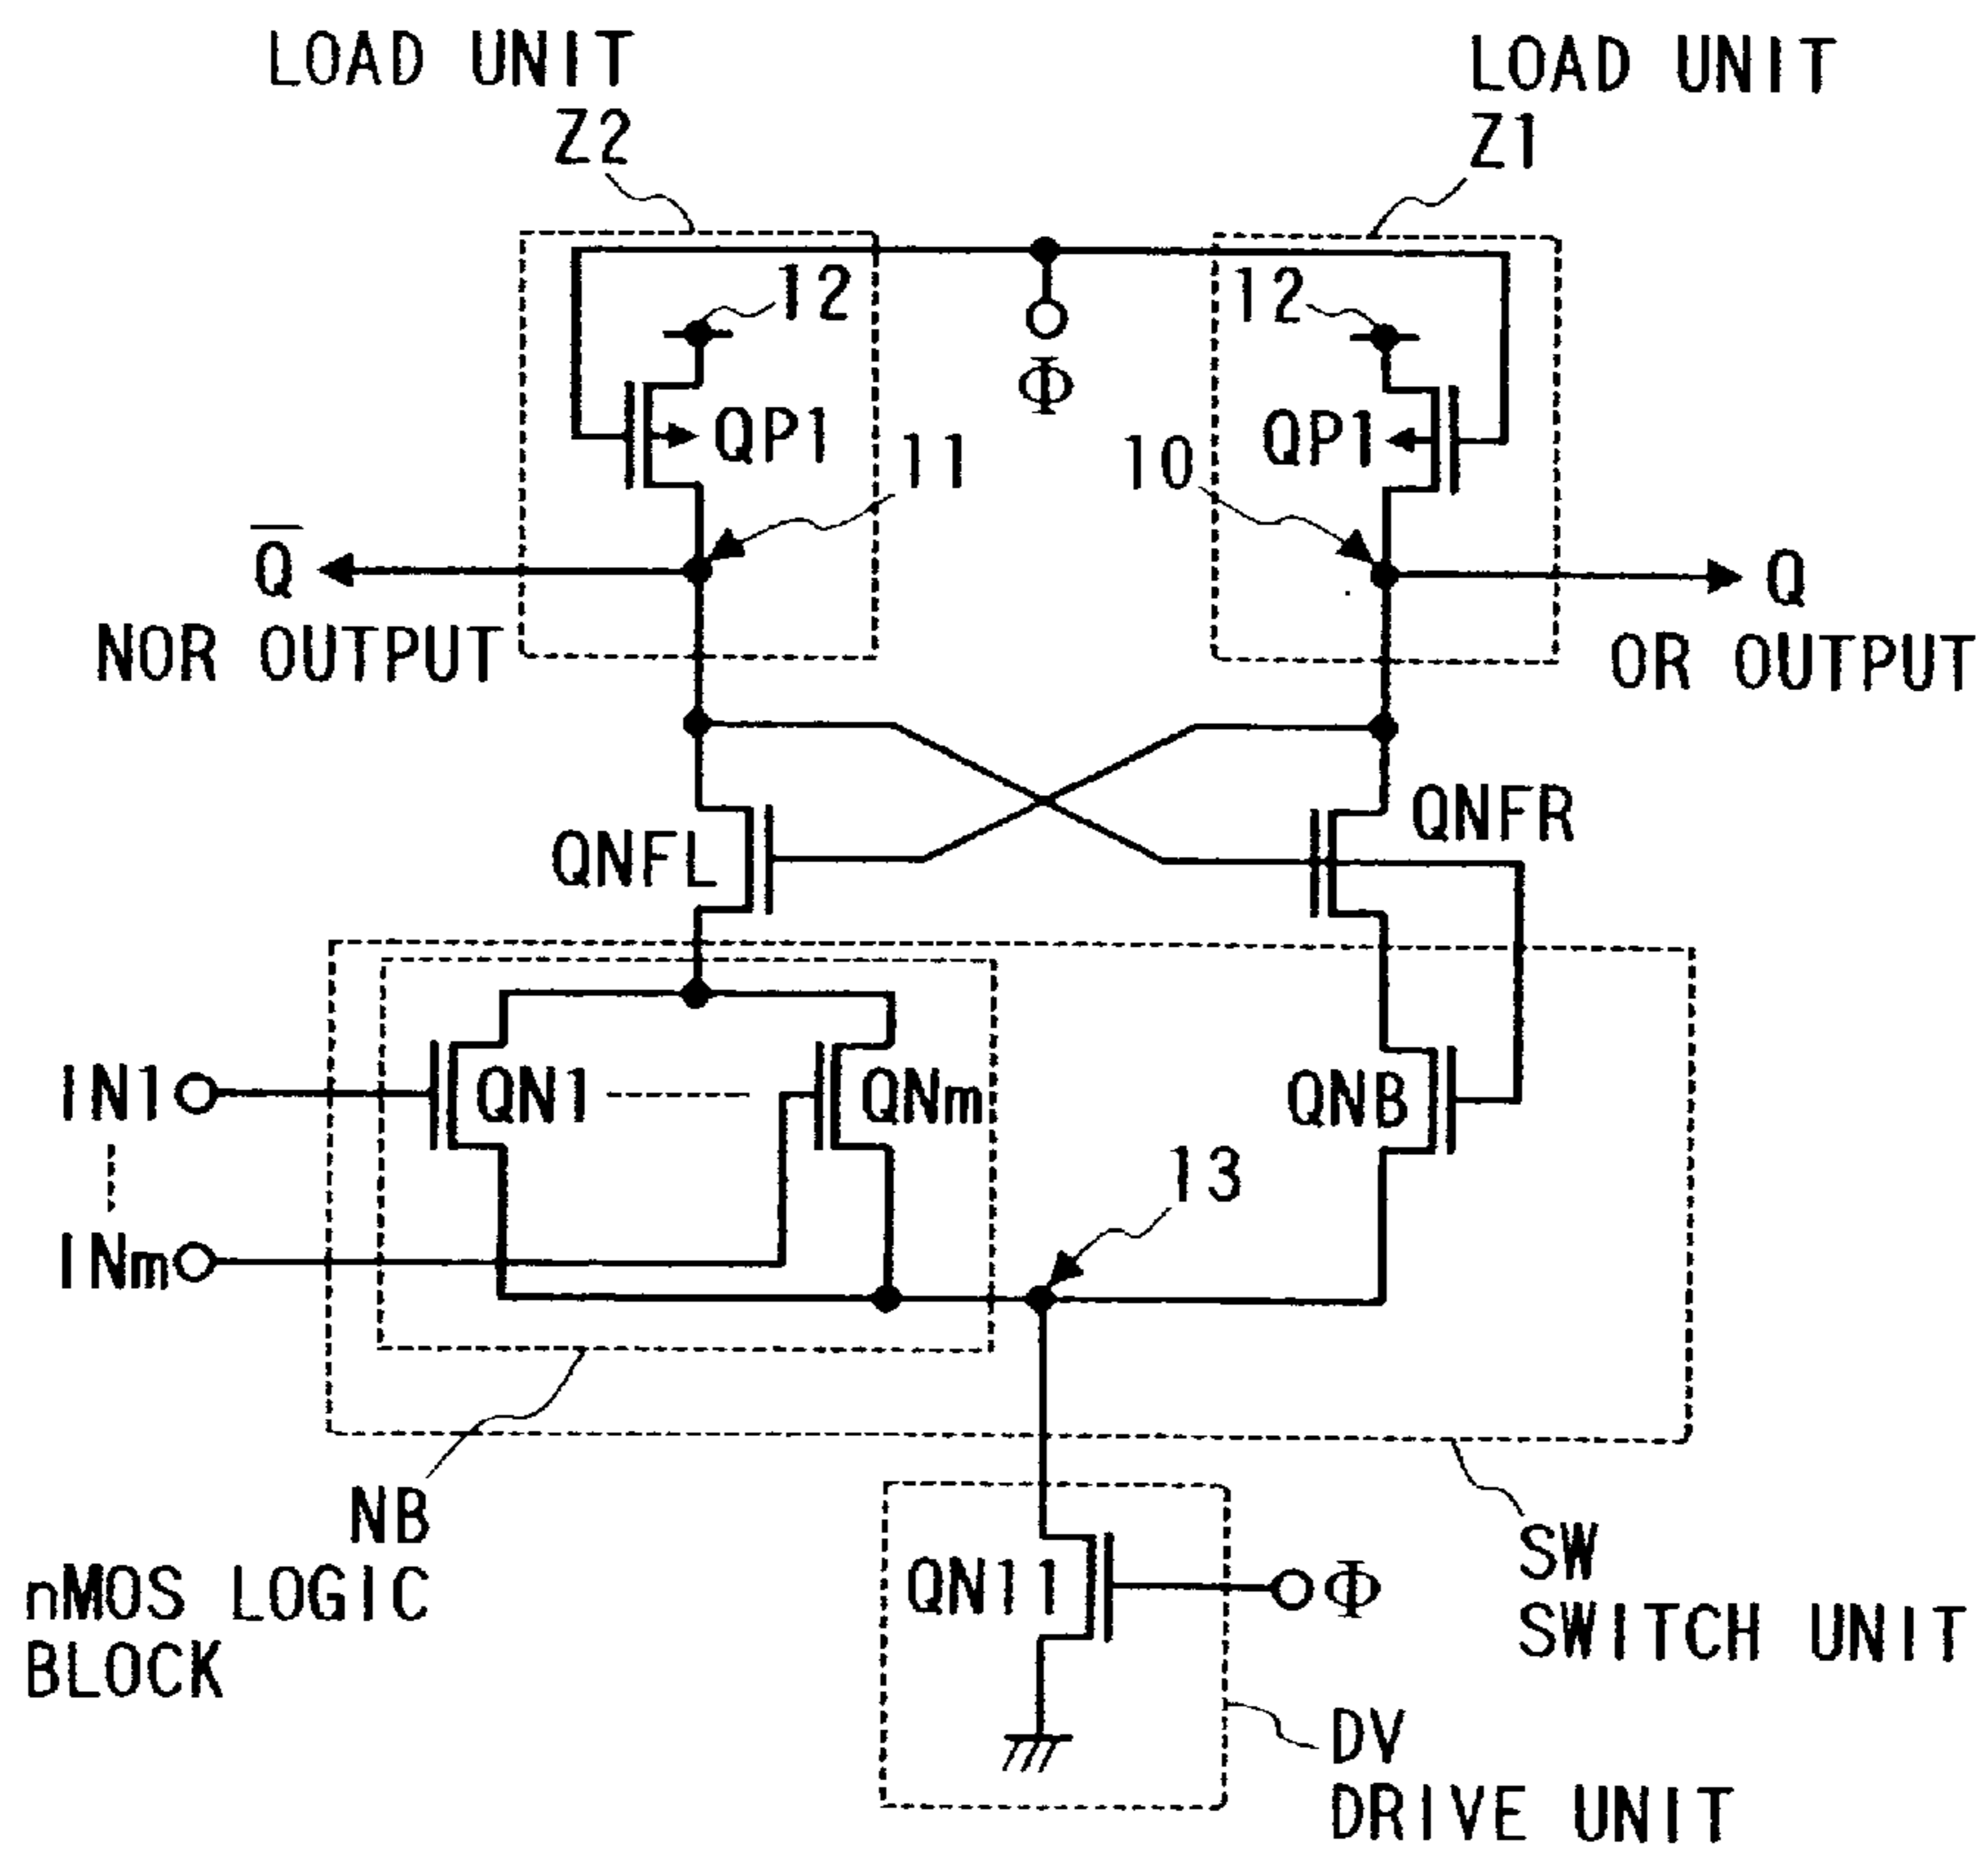 LOAD UNIT
Z2
LOAD UNIT
Z1
12
12
Φ
QP1
QP1
11
10
Q̅
NOR OUTPUT
Q
OR OUTPUT
QNFL
QNFR
IN1
QN1
QNm
QNB
13
INm
NB
nMOS LOGIC
BLOCK
QN11
Φ
SW
SWITCH UNIT
DV
DRIVE UNIT